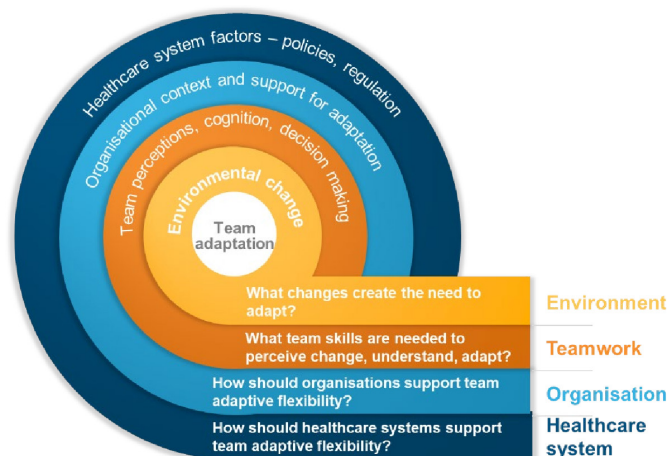 Healthcare system factors – policies, regulation
Organisational context and support for adaptation
Team perceptions, cognition, decision making
Environmental change
Team
adaptation
What changes create the need to
adapt?
Environment
What team skills are needed to
perceive change, understand, adapt?
Teamwork
How should organisations support team
adaptive flexibility?
Organisation
How should healthcare systems support
team adaptive flexibility?
Healthcare
system